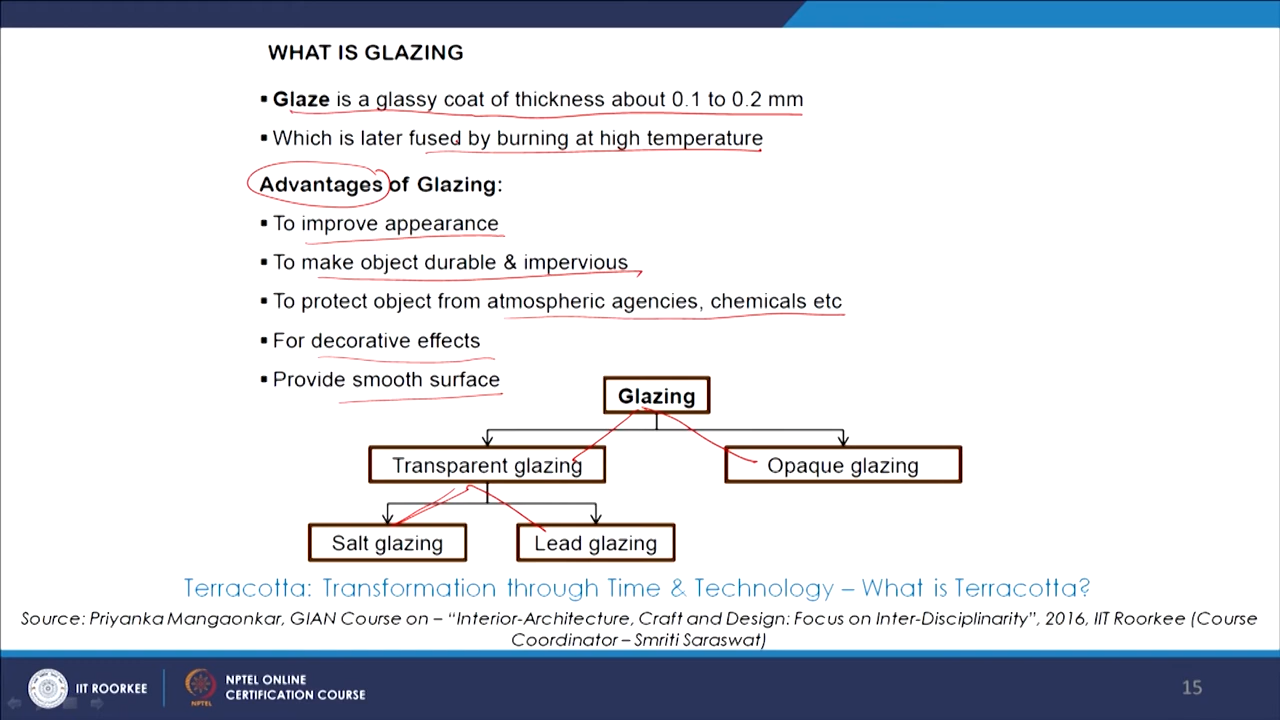 WHAT IS GLAZING
▪ Glaze is a glassy coat of thickness about 0.1 to 0.2 mm
▪ Which is later fused by burning at high temperature
Advantages of Glazing:
▪ To improve appearance
▪ To make object durable & impervious
▪ To protect object from atmospheric agencies, chemicals etc
▪ For decorative effects
▪ Provide smooth surface
Glazing
Transparent glazing
Opaque glazing
Salt glazing
Lead glazing
Terracotta: Transformation through Time & Technology – What is Terracotta?
Source: Priyanka Mangaonkar, GIAN Course on – “Interior-Architecture, Craft and Design: Focus on Inter-Disciplinarity”, 2016, IIT Roorkee (Course
Coordinator – Smriti Saraswat)
IIT ROORKEE
NPTEL ONLINE
CERTIFICATION COURSE
NPTEL
15